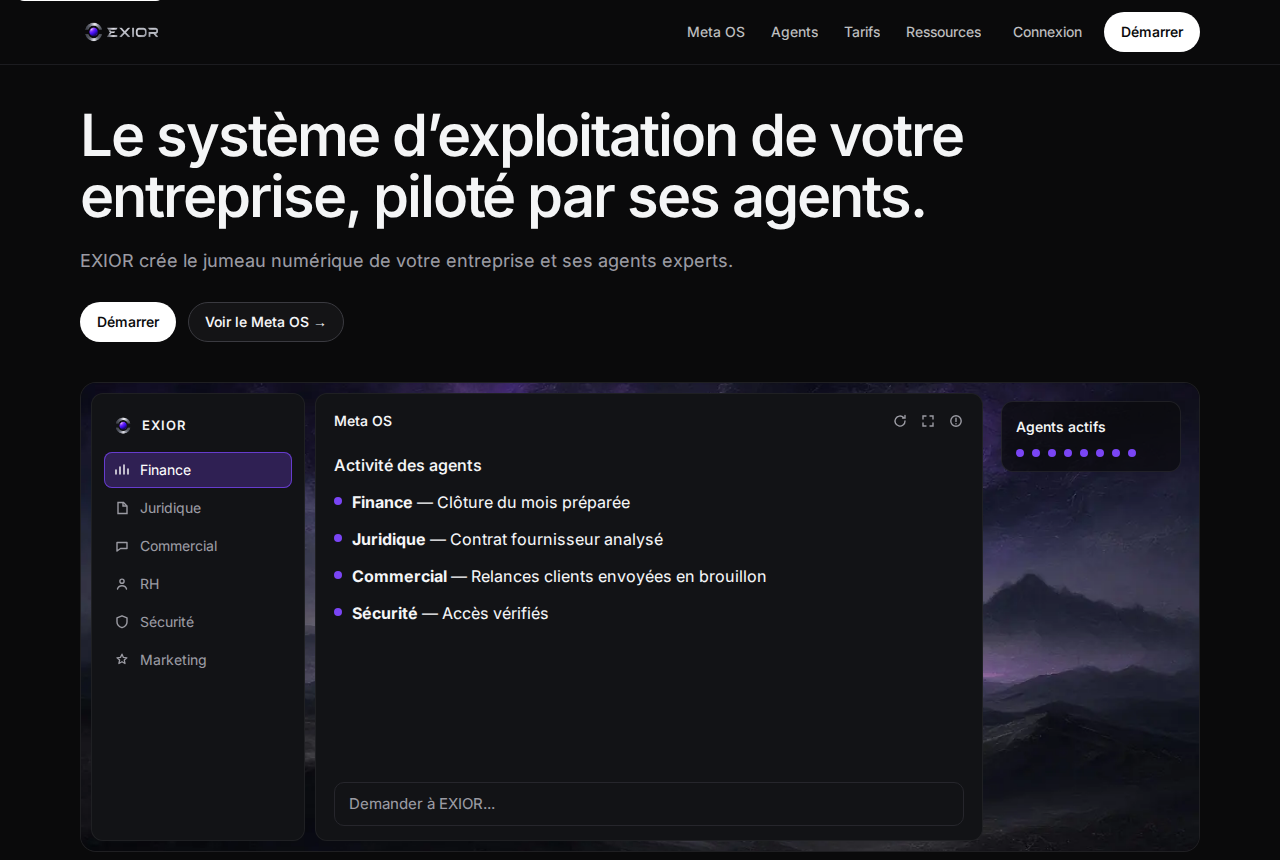 EXIOR
Meta OS
Agents
Tarifs
Ressources
Connexion
Démarrer
Le système d’exploitation de votre
entreprise, piloté par ses agents.
EXIOR crée le jumeau numérique de votre entreprise et ses agents experts.
Démarrer
Voir le Meta OS →
EXIOR
Finance
Juridique
Commercial
RH
Sécurité
Marketing
Meta OS
Activité des agents
Finance — Clôture du mois préparée
Juridique — Contrat fournisseur analysé
Commercial — Relances clients envoyées en brouillon
Sécurité — Accès vérifiés
Demander à EXIOR...
Agents actifs